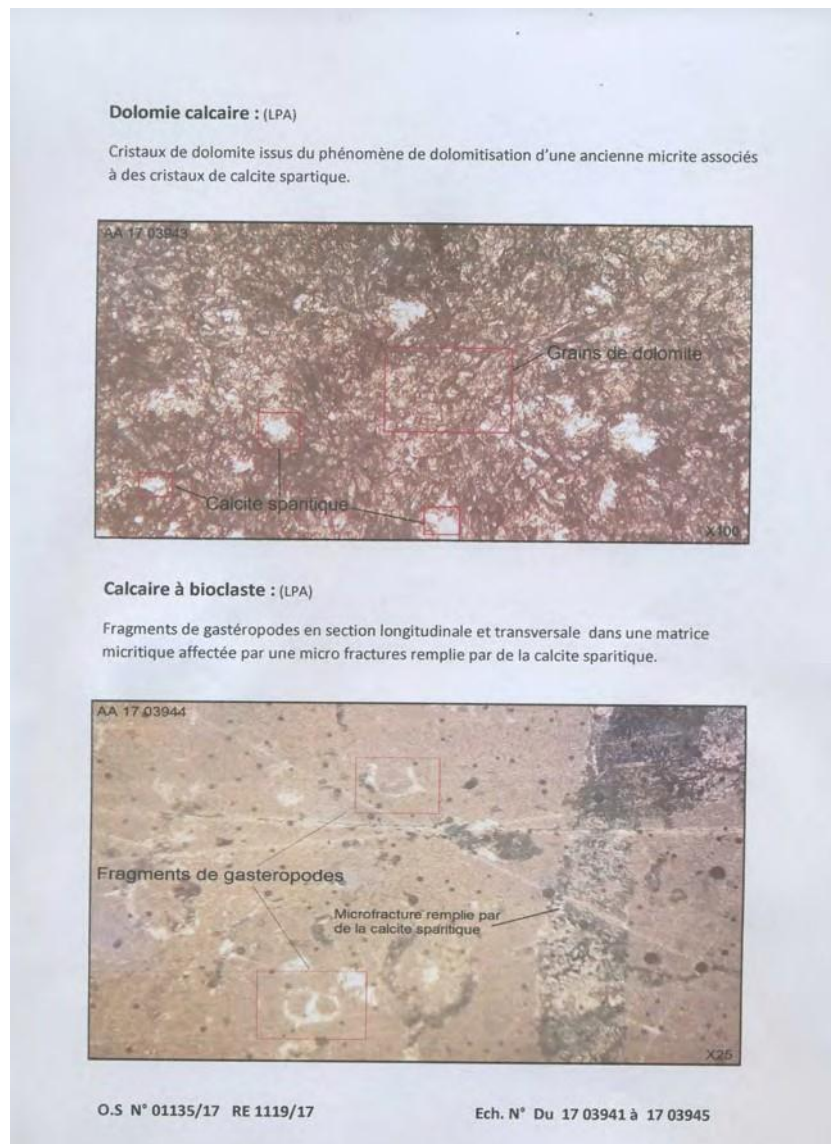 Dolomie calcaire : (LPA)
Cristaux de dolomite issus du phénomène de dolomitisation d'une ancienne micrite associés
à des cristaux de calcite spartique.
AA 17 03943
Grains de dolomite
Calcite sparitique
X100
Calcaire à bioclaste : (LPA)
Fragments de gastéropodes en section longitudinale et transversale dans une matrice
micritique affectée par une micro fractures remplie par de la calcite sparitique.
AA 17 03944
Fragments de gasteropodes
Microfracture remplie par
de la calcite sparitique
X25
O.S N° 01135/17 RE 1119/17
Ech. N° Du 17 03941 à 17 03945